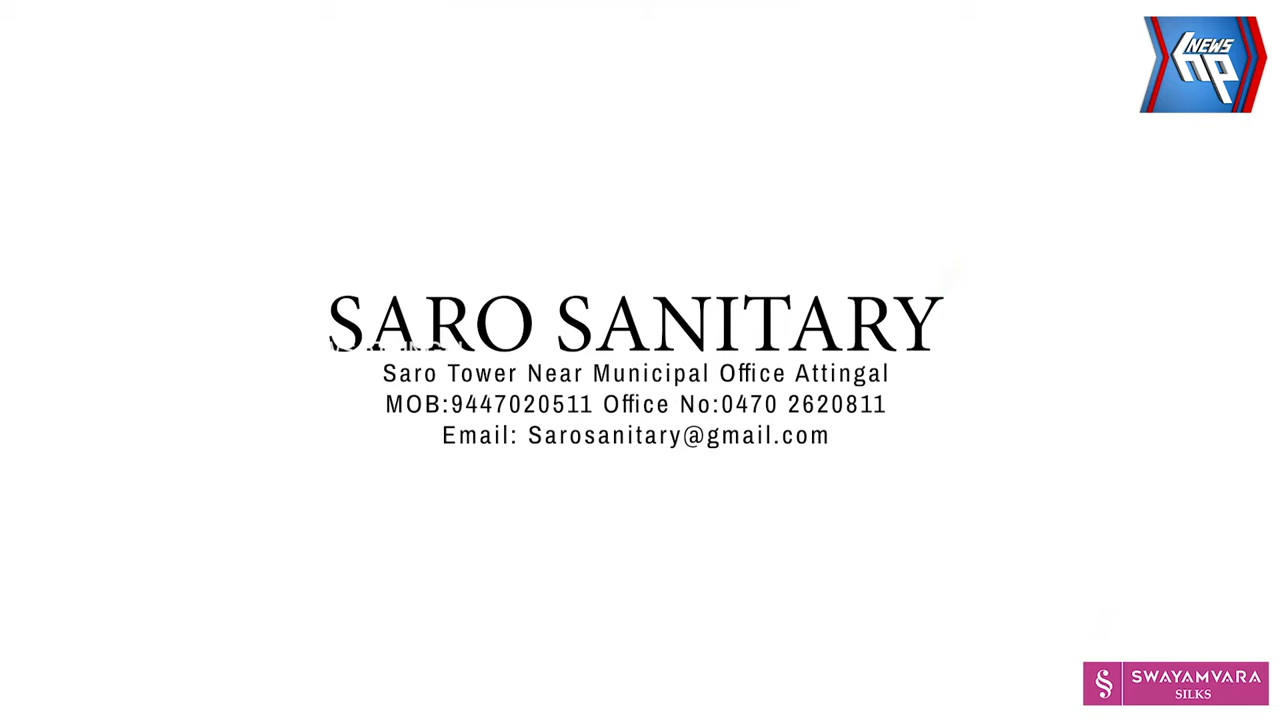 NEWS
hp
SARO SANITARY
Saro Tower Near Municipal Office Attingal
MOB:9447020511 Office No:0470 2620811
Email: Sarosanitary@gmail.com
SWAYAMVARA
SILKS